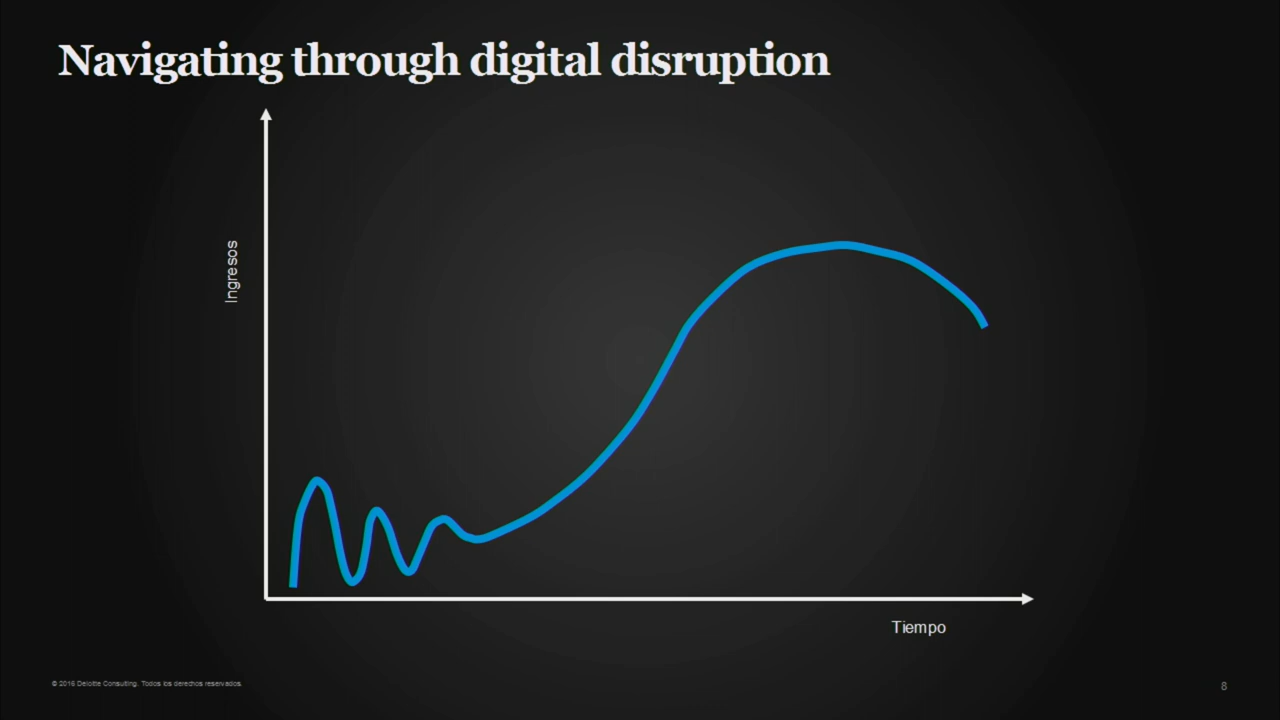 Navigating through digital disruption
Ingresos
Tiempo
© 2016 Deloitte Consulting. Todos los derechos reservados.
8